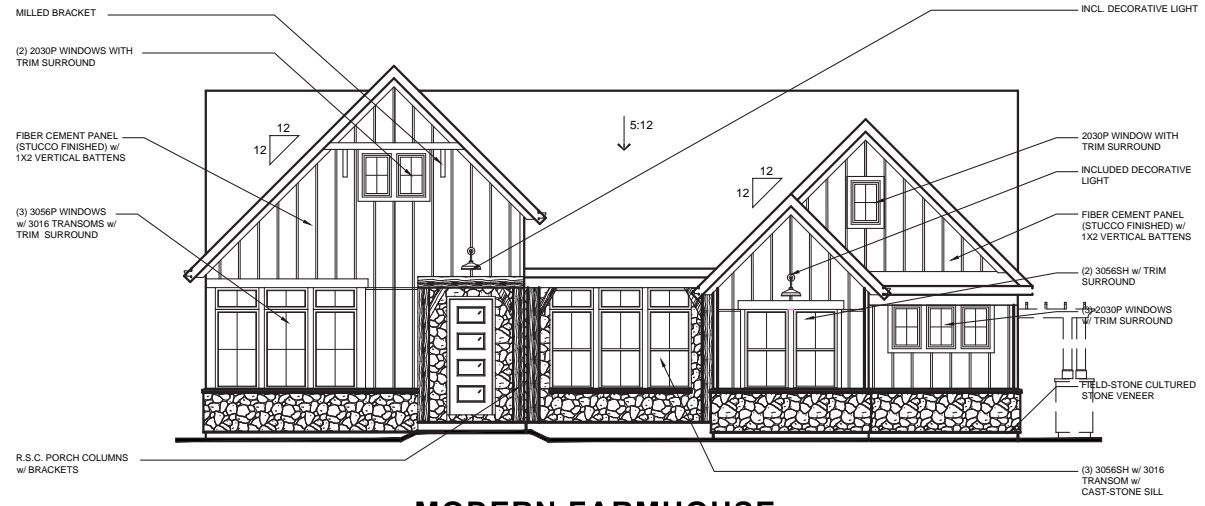 MILLED BRACKET
(2) 2030P WINDOWS WITH
TRIM SURROUND
FIBER CEMENT PANEL
(STUCCO FINISHED) w/
1X2 VERTICAL BATTENS
(3) 3056P WINDOWS
w/ 3016 TRANSOMS w/
TRIM SURROUND
R.S.C. PORCH COLUMNS
w/ BRACKETS
12
12
5:12
12
12
INCL. DECORATIVE LIGHT
2030P WINDOW WITH
TRIM SURROUND
INCLUDED DECORATIVE
LIGHT
FIBER CEMENT PANEL
(STUCCO FINISHED) w/
1X2 VERTICAL BATTENS
(2) 3056SH w/ TRIM
SURROUND
(3) 2030P WINDOWS
w/ TRIM SURROUND
FIELD-STONE CULTURED
STONE VENEER
(3) 3056SH w/ 3016
TRANSOM w/
CAST-STONE SILL
MODERN FARMHOUSE